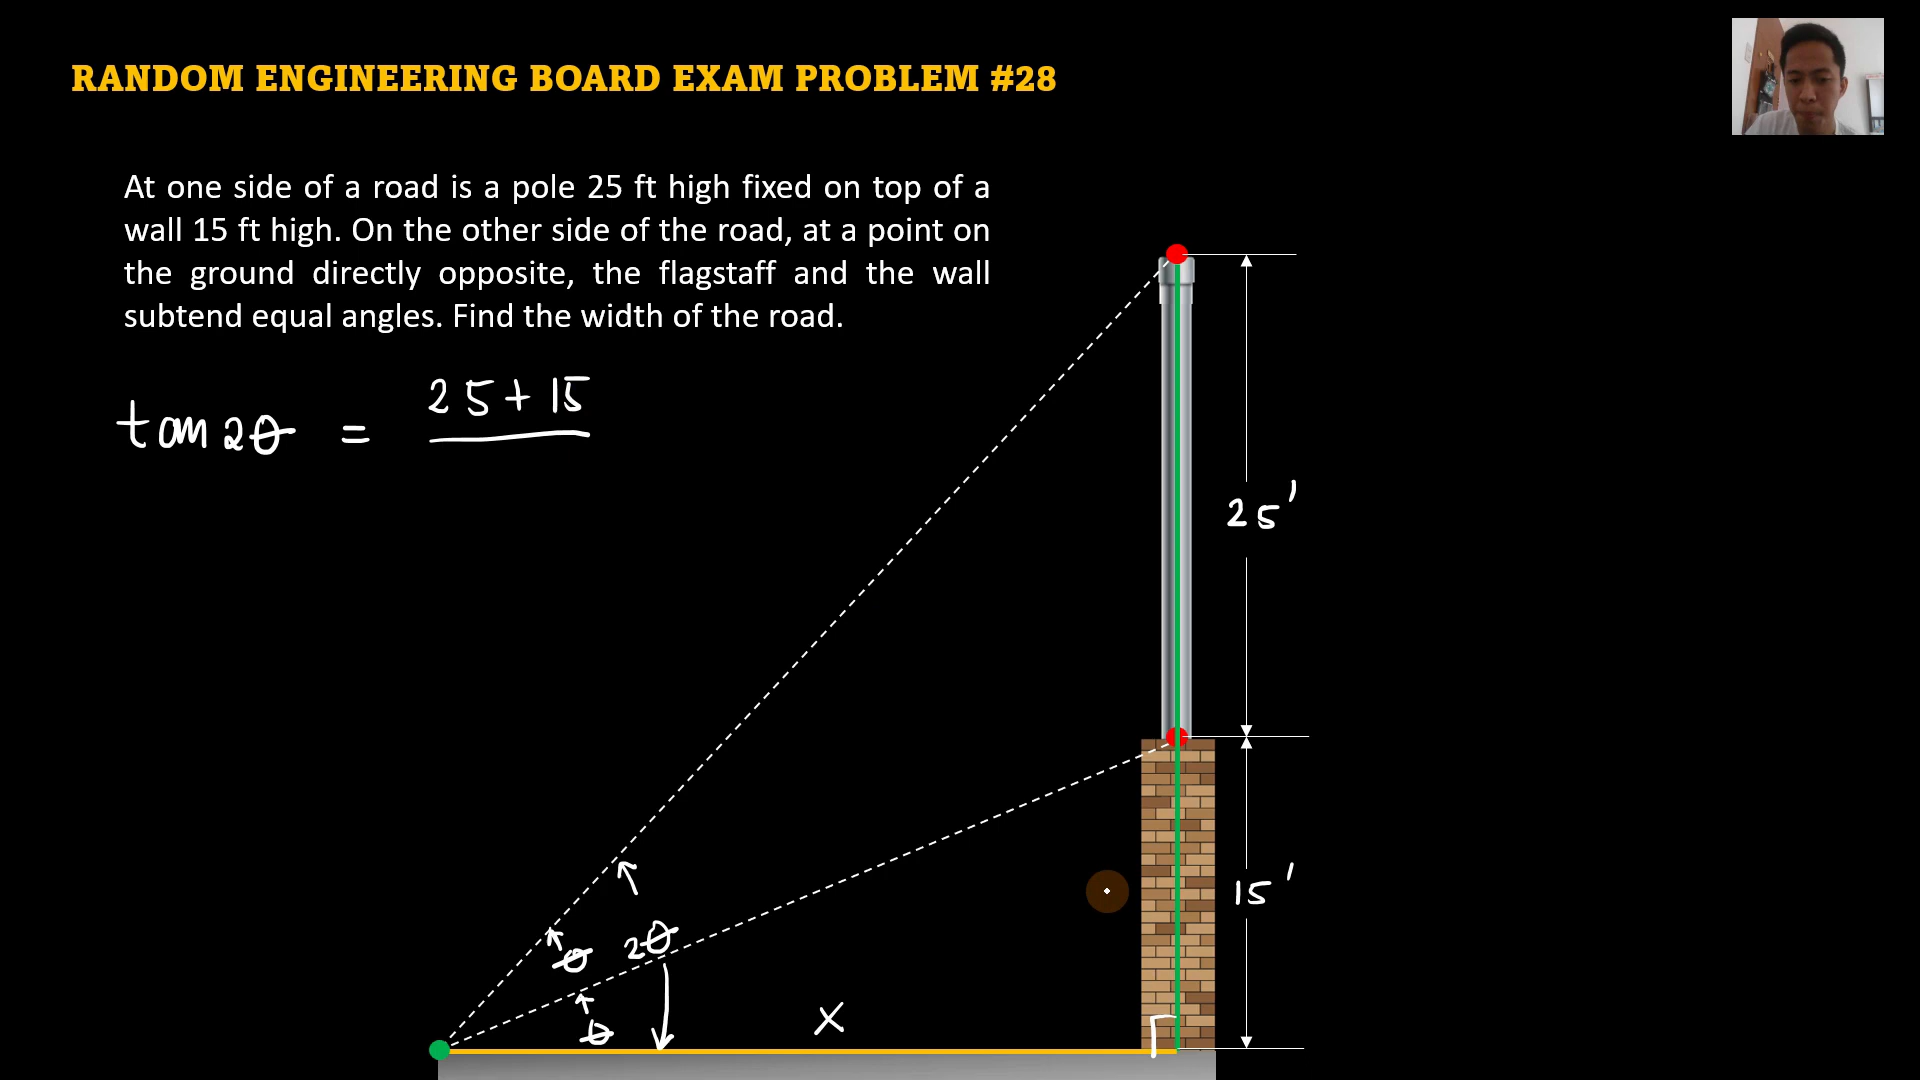 RANDOM ENGINEERING BOARD EXAM PROBLEM #28
At one side of a road is a pole 25 ft high fixed on top of a
wall 15 ft high. On the other side of the road, at a point on
the ground directly opposite, the flagstaff and the wall
subtend equal angles. Find the width of the road.
tan 2θ = 25 + 15
25'
15'
θ
2θ
θ
x